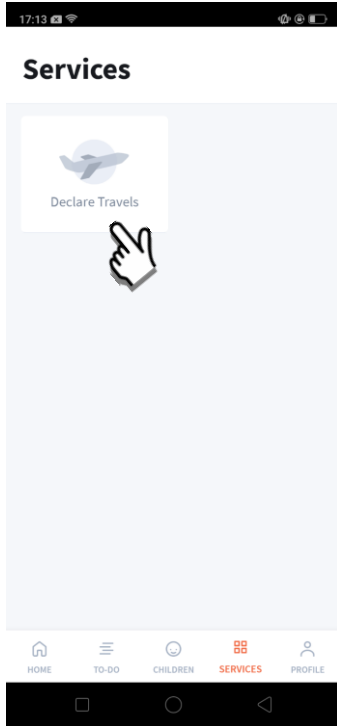 17:13
Services
Declare Travels
HOME TO-DO CHILDREN SERVICES PROFILE